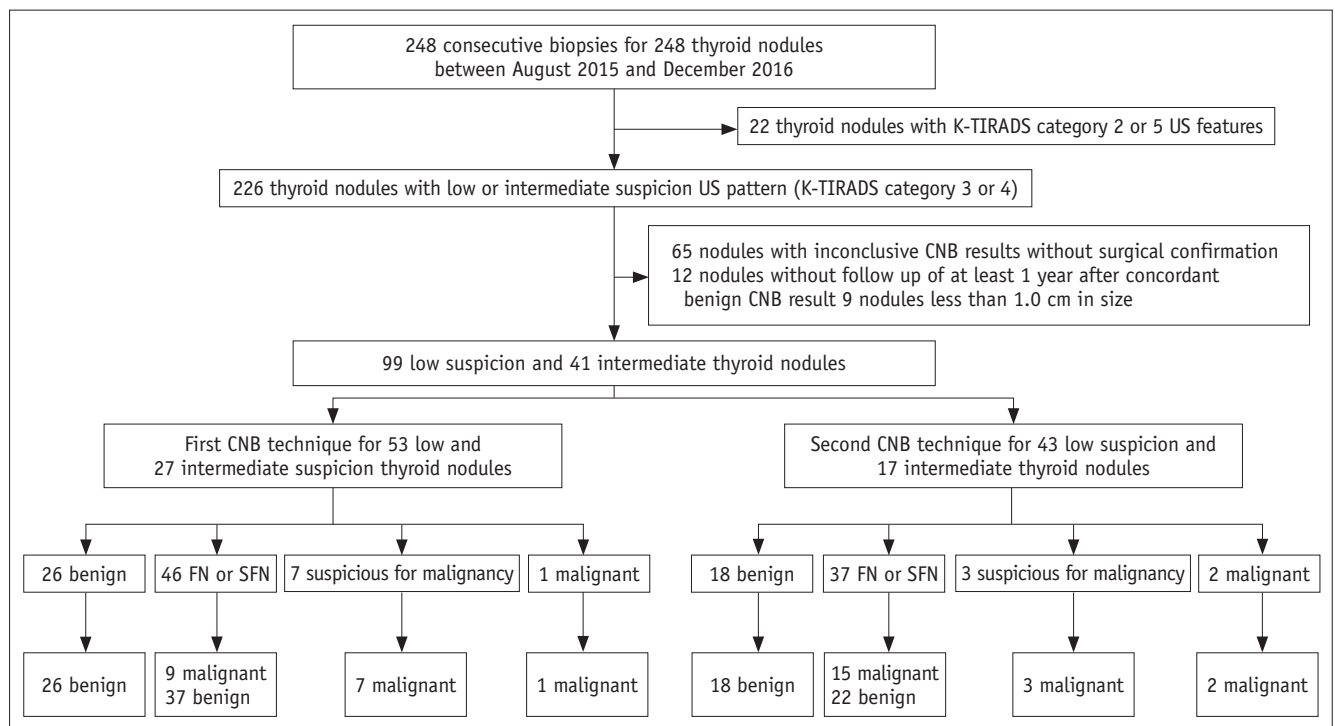 248 consecutive biopsies for 248 thyroid nodules
between August 2015 and December 2016
22 thyroid nodules with K-TIRADS category 2 or 5 US features
226 thyroid nodules with low or intermediate suspicion US pattern (K-TIRADS category 3 or 4)
65 nodules with inconclusive CNB results without surgical confirmation
12 nodules without follow up of at least 1 year after concordant
benign CNB result 9 nodules less than 1.0 cm in size
99 low suspicion and 41 intermediate thyroid nodules
First CNB technique for 53 low and
27 intermediate suspicion thyroid nodules
Second CNB technique for 43 low suspicion and
17 intermediate thyroid nodules
26 benign
46 FN or SFN
7 suspicious for malignancy
1 malignant
18 benign
37 FN or SFN
3 suspicious for malignancy
2 malignant
26 benign
9 malignant
37 benign
7 malignant
1 malignant
18 benign
15 malignant
22 benign
3 malignant
2 malignant